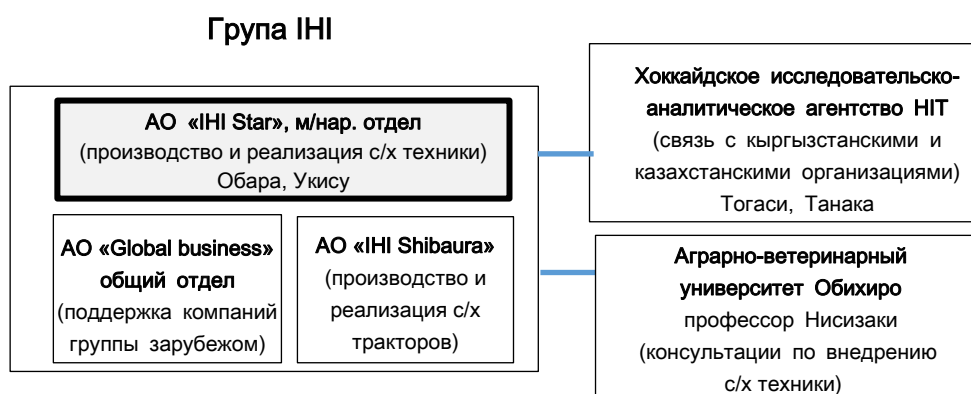 Група IHI
АО «IHI Star», м/нар. отдел
(производство и реализация с/х техники)
Обара, Укису
АО «Global business»
общий отдел
(поддержка компаний
группы зарубежом)
АО «IHI Shibaura»
(производство и
реализация с/х
тракторов)
Хоккайдское исследовательско-
аналитическое агентство HIT
(связь с кыргызстанскими и
казахстанскими организациями)
Тогаси, Танака
Аграрно-ветеринарный
университет Обихиро
профессор Нисизаки
(консультации по внедрению
с/х техники)